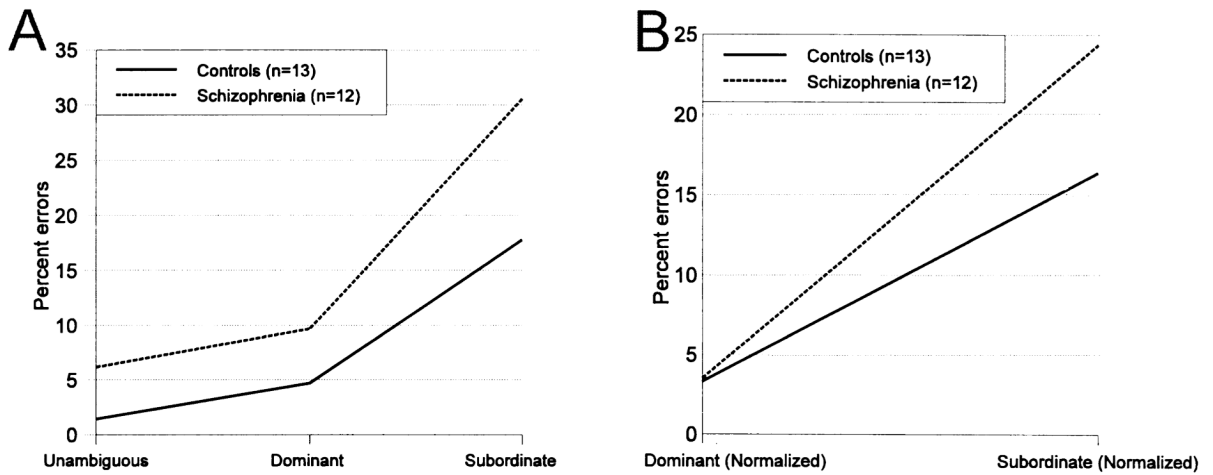 A
35
30
25
20
15
10
5
0
Percent errors
Controls (n=13)
Schizophrenia (n=12)
Unambiguous
Dominant
Subordinate
B
25
20
15
10
5
0
Percent errors
Controls (n=13)
Schizophrenia (n=12)
Dominant (Normalized)
Subordinate (Normalized)